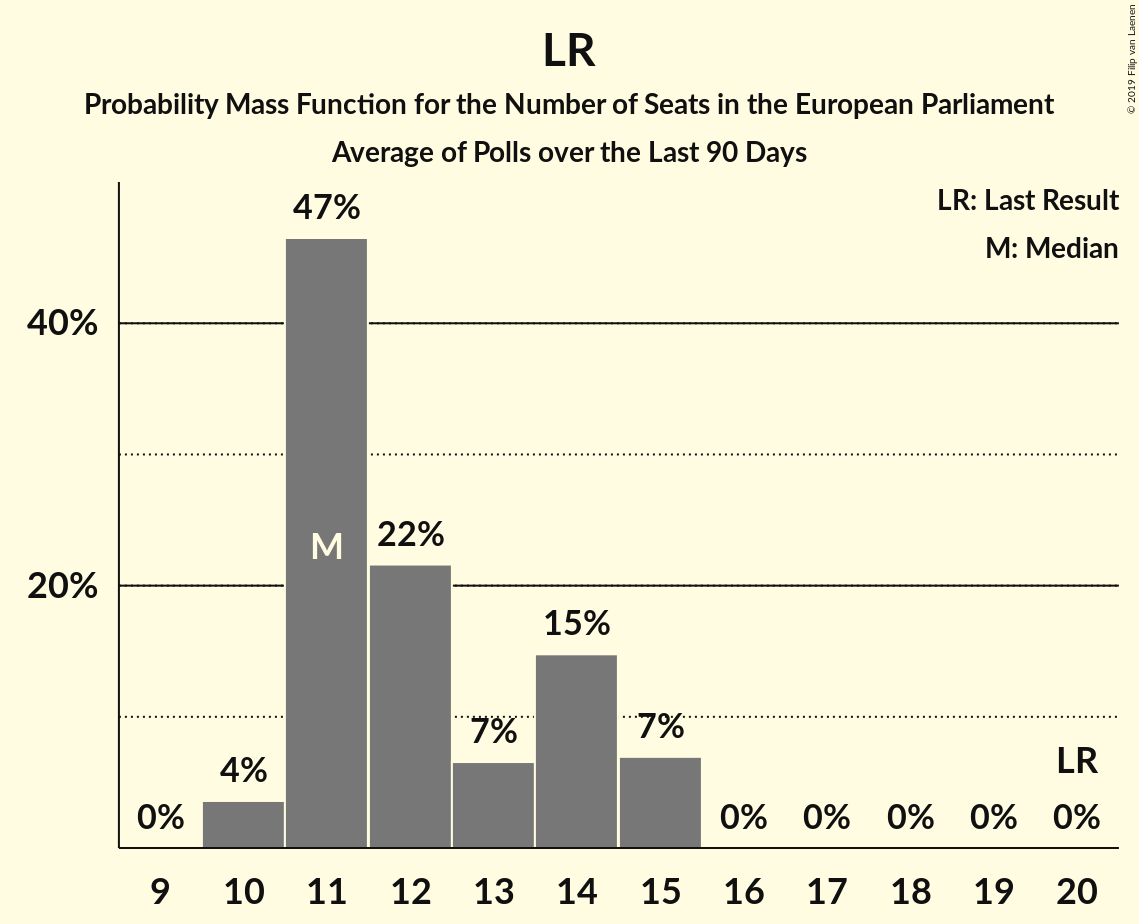 LR
Probability Mass Function for the Number of Seats in the European Parliament
Average of Polls over the Last 90 Days
© 2019 Filip van Laenen
LR: Last Result
M: Median
40%
20%
0%
4%
47%
M
22%
7%
15%
7%
0%
0%
0%
0%
LR
0%
9 10 11 12 13 14 15 16 17 18 19 20